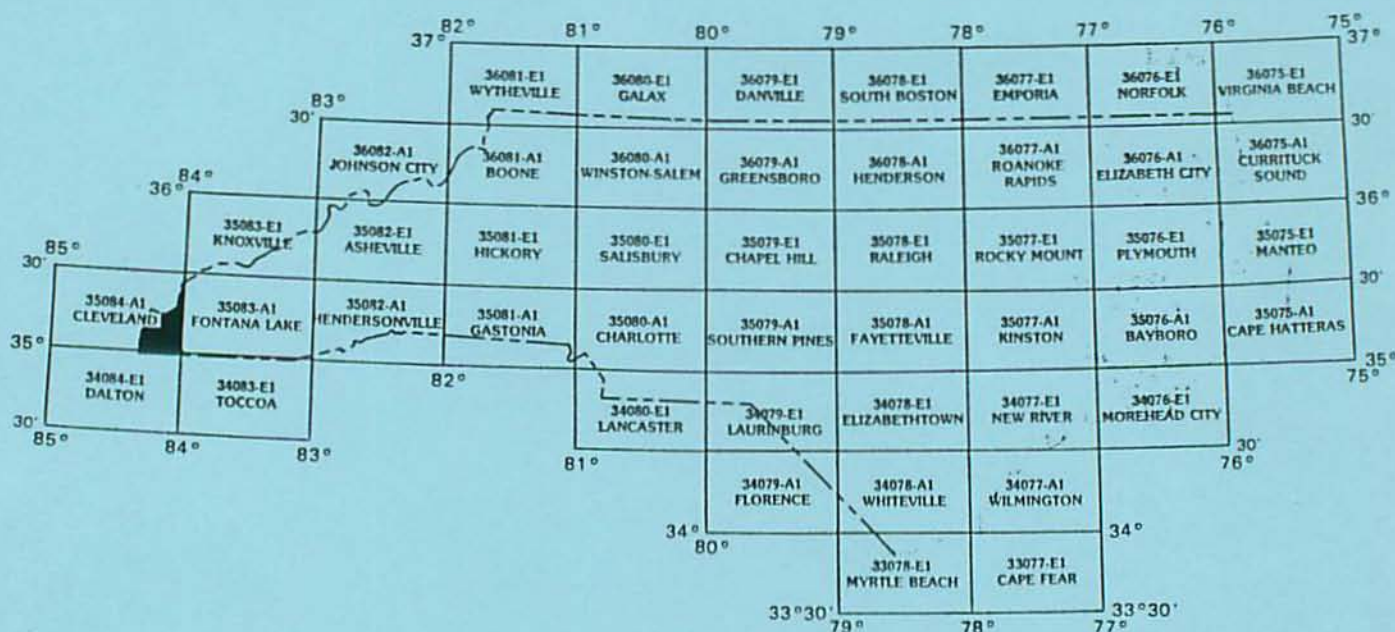 82° 81° 80° 79° 78° 77° 76° 75°
37° 37°
36081-E1 36080-E1 36079-E1 36078-E1 36077-E1 36076-E1 36075-E1
WYTHEVILLE GALAX DANVILLE SOUTH BOSTON EMPORIA NORFOLK VIRGINIA BEACH
83°
30' 30'
36082-A1 36081-A1 36080-A1 36079-A1 36078-A1 36077-A1 36076-A1 36075-A1
JOHNSON CITY BOONE WINSTON-SALEM GREENSBORO HENDERSON ROANOKE RAPIDS ELIZABETH CITY CURRITUCK SOUND
84°
36° 36°
35083-E1 35082-E1 35081-E1 35080-E1 35079-E1 35078-E1 35077-E1 35076-E1 35075-E1
KNOXVILLE ASHEVILLE HICKORY SALISBURY CHAPEL HILL RALEIGH ROCKY MOUNT PLYMOUTH MANTEO
85°
30' 30'
35084-A1 35083-A1 35082-A1 35081-A1 35080-A1 35079-A1 35078-A1 35077-A1 35076-A1 35075-A1
CLEVELAND FONTANA LAKE HENDERSONVILLE GASTONIA CHARLOTTE SOUTHERN PINES FAYETTEVILLE KINSTON BAYBORO CAPE HATTERAS
35° 35°
82° 75°
34084-E1 34083-E1 34080-E1 34079-E1 34078-E1 34077-E1 34076-E1
DALTON TOCCOA LANCASTER LAURINBURG ELIZABETHTOWN NEW RIVER MOREHEAD CITY
30' 30'
85° 84° 83° 81° 76°
34079-A1 34078-A1 34077-A1
FLORENCE WHITEVILLE WILMINGTON
34° 34°
80°
33078-E1 33077-E1
MYRTLE BEACH CAPE FEAR
33°30' 33°30'
79° 78° 77°